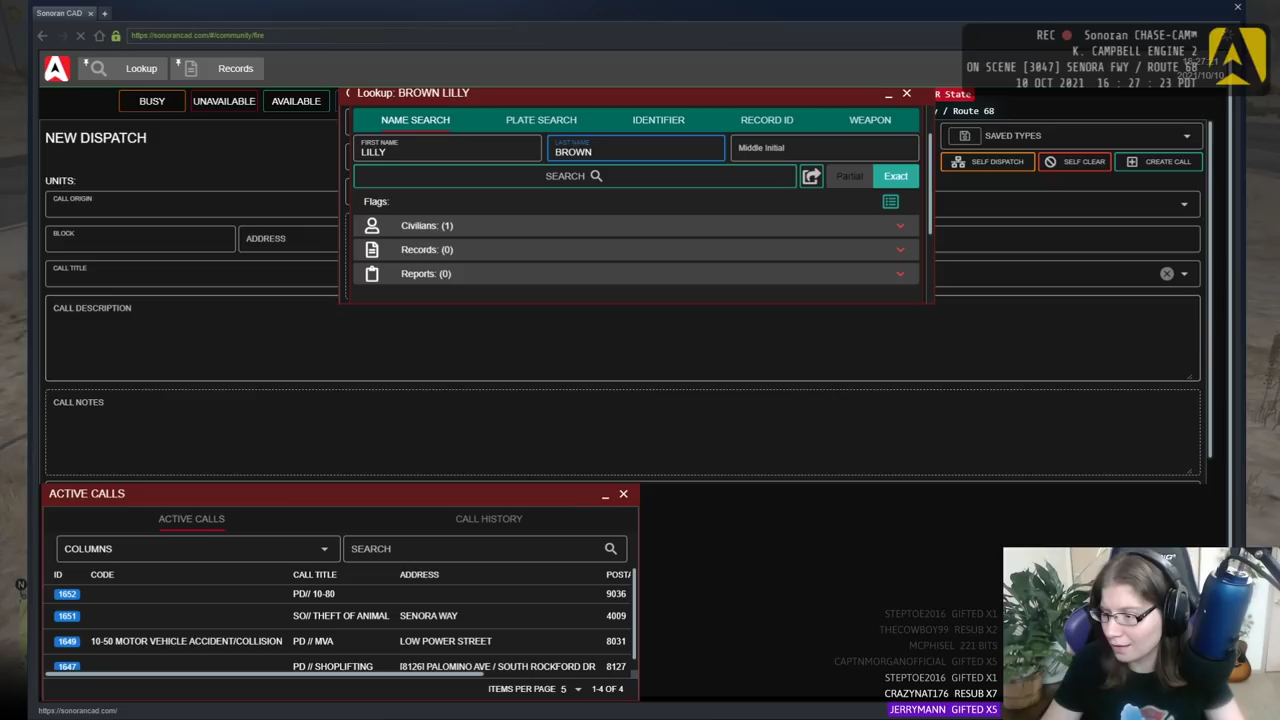 Sonoran CAD
https://sonorancad.com/#/community/fire
REC Sonoran CHASE-CAM™
K. CAMPBELL ENGINE 2
ON SCENE [3047] SENORA FWY / ROUTE 68
10 OCT 2021 16 : 27 : 23 PDT
2021/10/10
Lookup
Records
BUSY
UNAVAILABLE
AVAILABLE
Lookup: BROWN LILLY
R State
y / Route 68
NEW DISPATCH
NAME SEARCH
PLATE SEARCH
IDENTIFIER
RECORD ID
WEAPON
SAVED TYPES
FIRST NAME
LILLY
LAST NAME
BROWN
Middle Initial
SELF DISPATCH
SELF CLEAR
CREATE CALL
SEARCH
Partial
Exact
UNITS:
CALL ORIGIN
Flags:
Civilians: (1)
BLOCK
ADDRESS
Records: (0)
CALL TITLE
Reports: (0)
CALL DESCRIPTION
CALL NOTES
ACTIVE CALLS
ACTIVE CALLS
CALL HISTORY
COLUMNS
SEARCH
ID CODE CALL TITLE ADDRESS POSTA
1652 PD// 10-80 9036
1651 SO// THEFT OF ANIMAL SENORA WAY 4009
1649 10-50 MOTOR VEHICLE ACCIDENT/COLLISION PD // MVA LOW POWER STREET 8031
1647 PD // SHOPLIFTING [8126] PALOMINO AVE / SOUTH ROCKFORD DR 8127
ITEMS PER PAGE 5 1-4 OF 4
https://sonorancad.com/
STEPTOE2016 GIFTED X1
THECOWBOY99 RESUB X2
MCPHISEL 221 BITS
CAPTNMORGANOFFICIAL GIFTED X5
STEPTOE2016 GIFTED X1
CRAZYNAT176 RESUB X7
JERRYMANN GIFTED X5